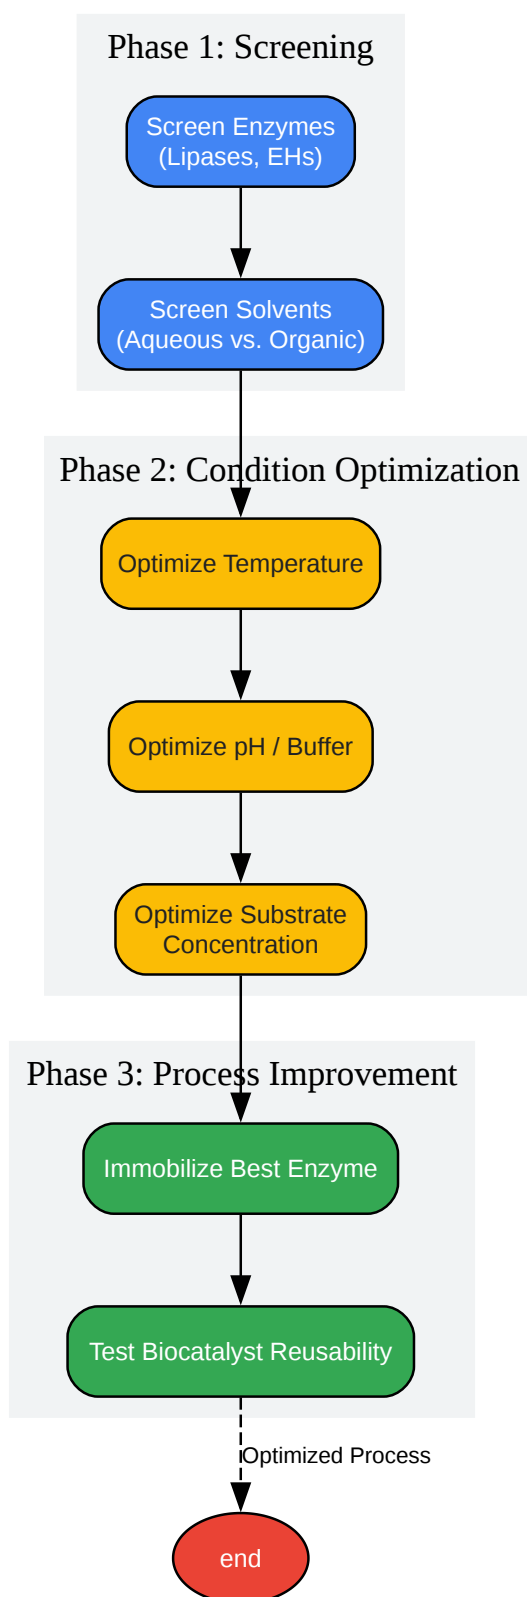 Phase 1: Screening
Screen Enzymes
(Lipases, EHs)
Screen Solvents
(Aqueous vs. Organic)
Phase 2: Condition Optimization
Optimize Temperature
Optimize pH / Buffer
Optimize Substrate
Concentration
Phase 3: Process Improvement
Immobilize Best Enzyme
Test Biocatalyst Reusability
Optimized Process
end